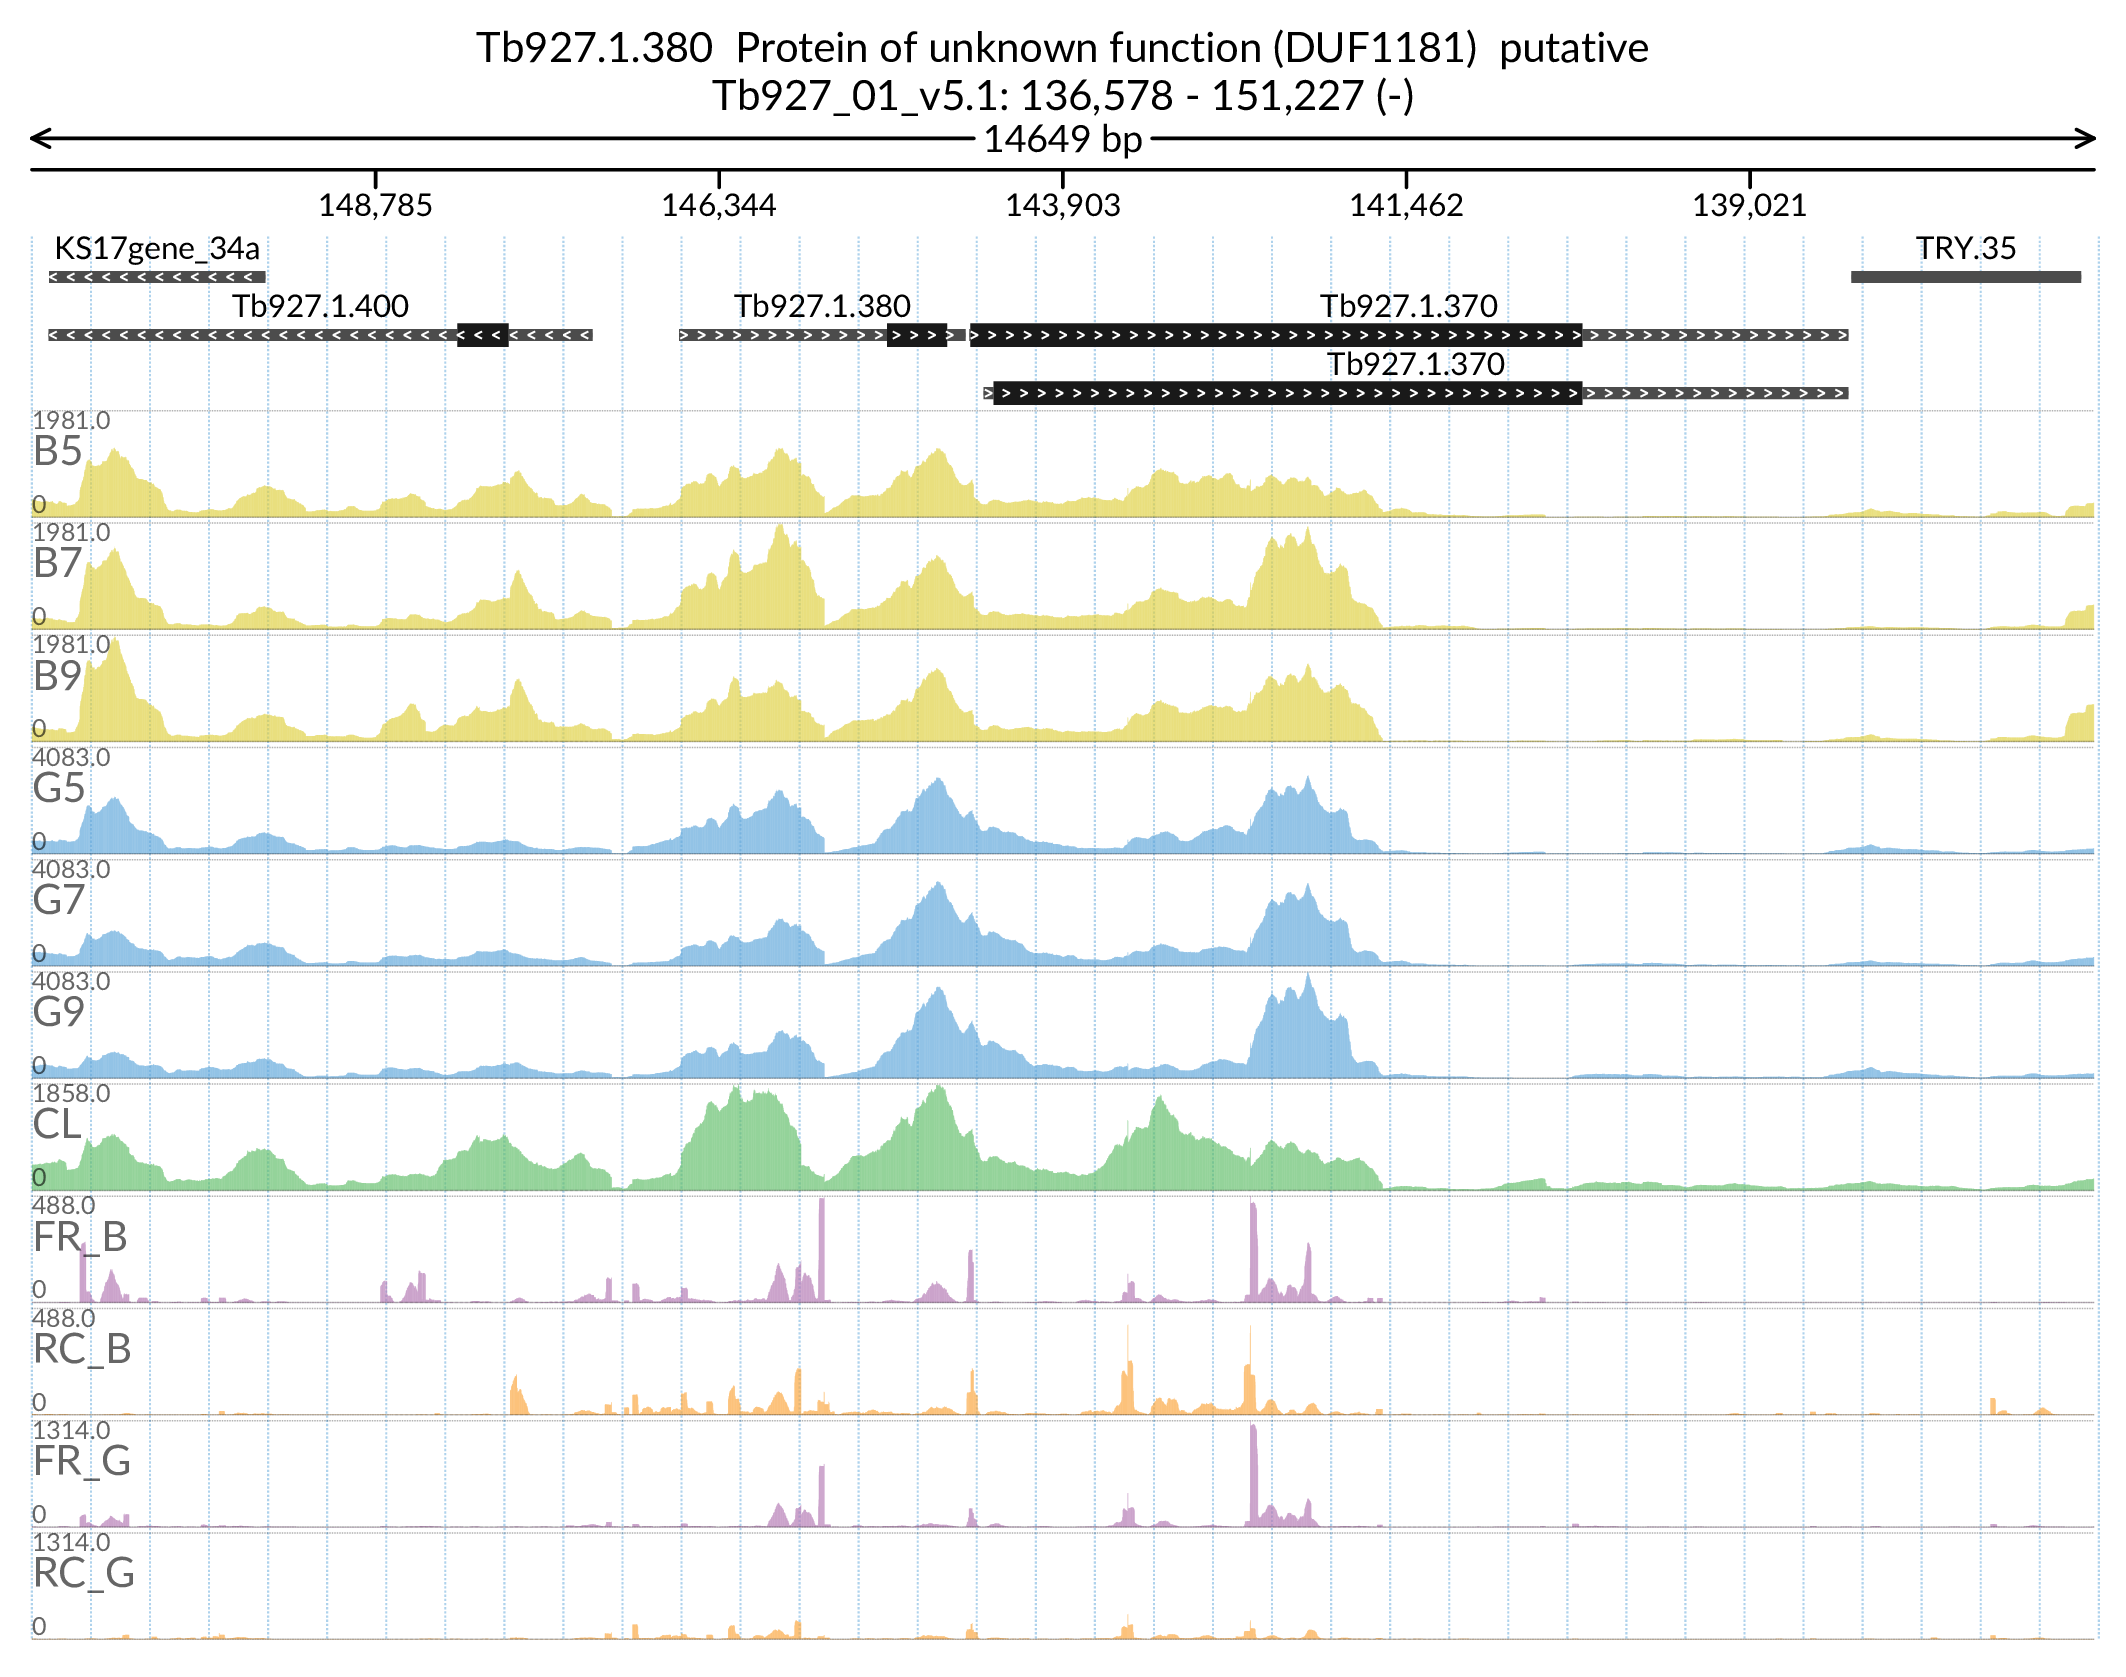 Tb927.1.380  Protein of unknown function (DUF1181)  putative
Tb927_01_v5.1: 136,578 - 151,227 (-)
14649 bp
148,785 146,344 143,903 141,462 139,021
KS17gene_34a TRY.35
Tb927.1.400 Tb927.1.380 Tb927.1.370
Tb927.1.370
1981.0
B5
0
1981.0
B7
0
1981.0
B9
0
4083.0
G5
0
4083.0
G7
0
4083.0
G9
0
1858.0
CL
0
488.0
FR_B
0
488.0
RC_B
0
1314.0
FR_G
0
1314.0
RC_G
0